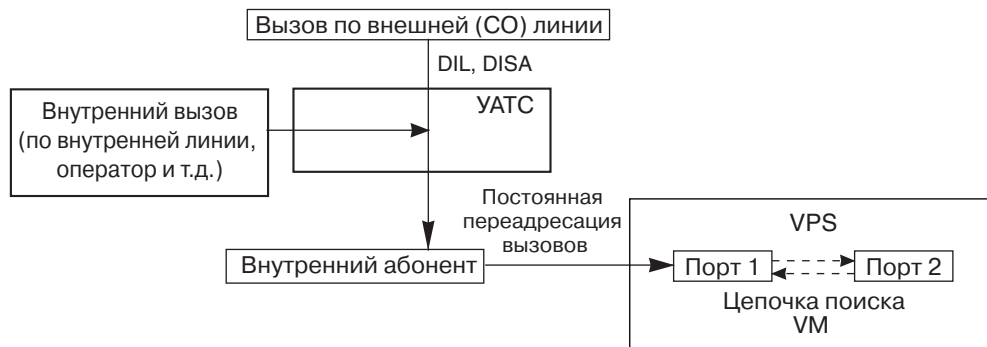 Вызов по внешней (СО) линии
DIL, DISA
УАТС
Внутренний вызов
(по внутренней линии,
оператор и т.д.)
Постоянная
переадресация
вызовов
Внутренний абонент
VPS
Порт 1
Порт 2
Цепочка поиска
VM